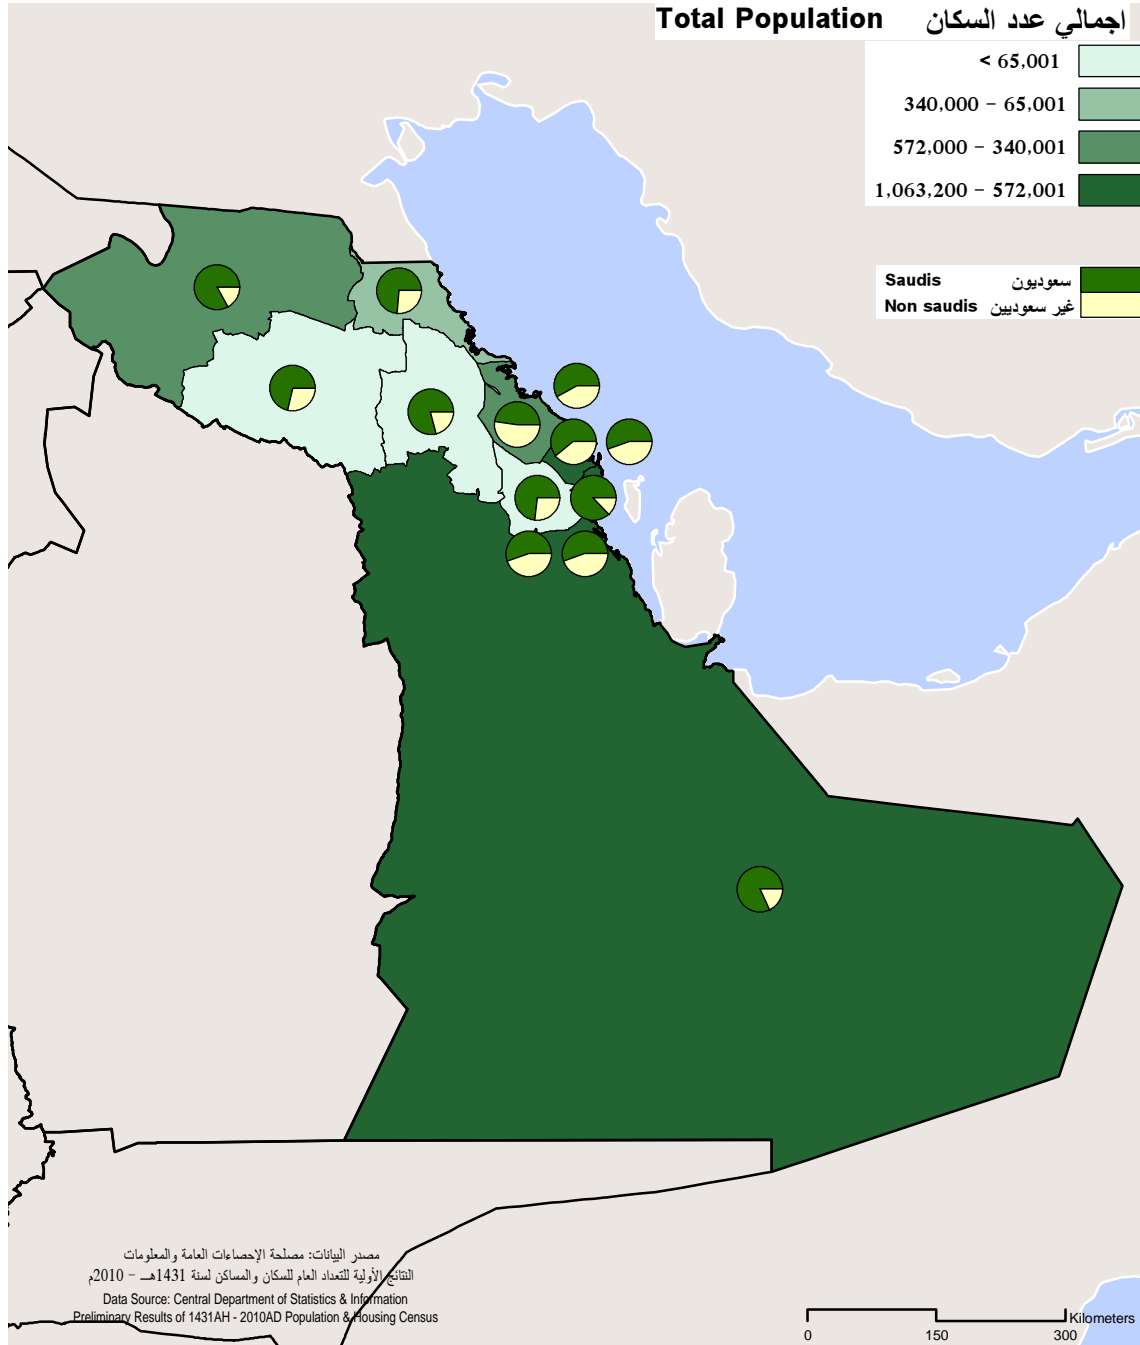 Total Population اجمالي عدد السكان
< 65,001
340,000 - 65,001
572,000 - 340,001
1,063,200 - 572,001
Saudis سعوديون
Non saudis غير سعوديين
مصدر البيانات: مصلحة الإحصاءات العامة والمعلومات
النتائج الأولية للتعداد العام للسكان والمساكن لسنة 1431هـ - 2010م
Data Source: Central Department of Statistics & Information
Preliminary Results of 1431AH - 2010AD Population & Housing Census
Kilometers
0 150 300